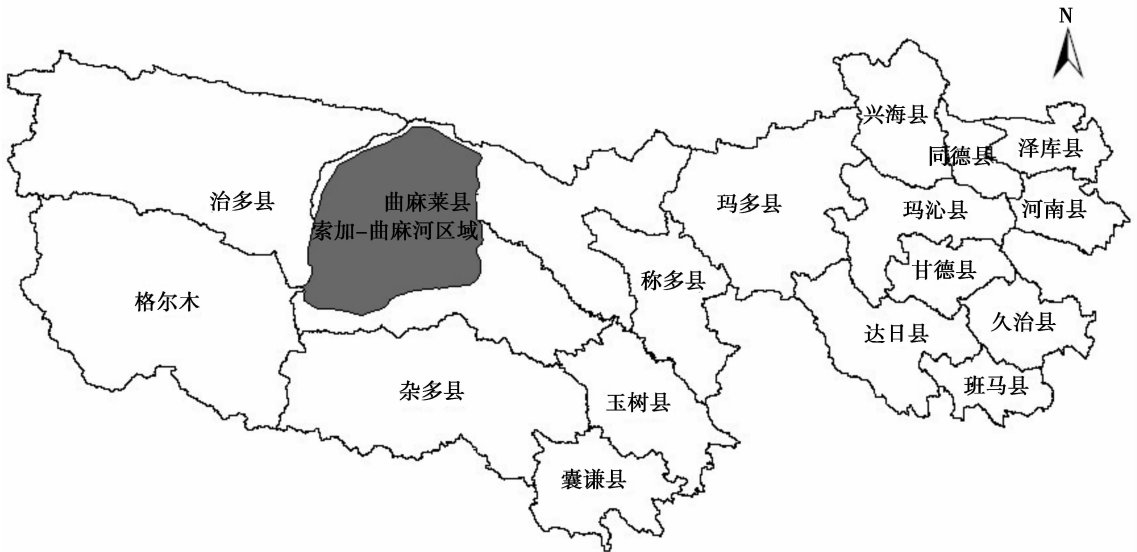 N
兴海县
同德县
泽库县
治多县
曲麻莱县
索加-曲麻河区域
玛多县
玛沁县
河南县
格尔木
称多县
甘德县
达日县
久治县
杂多县
玉树县
班马县
囊谦县